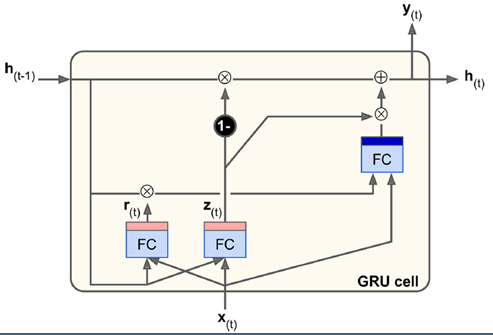 y(t)
h(t-1)
h(t)
1-
FC
r(t)
z(t)
FC
FC
GRU cell
x(t)